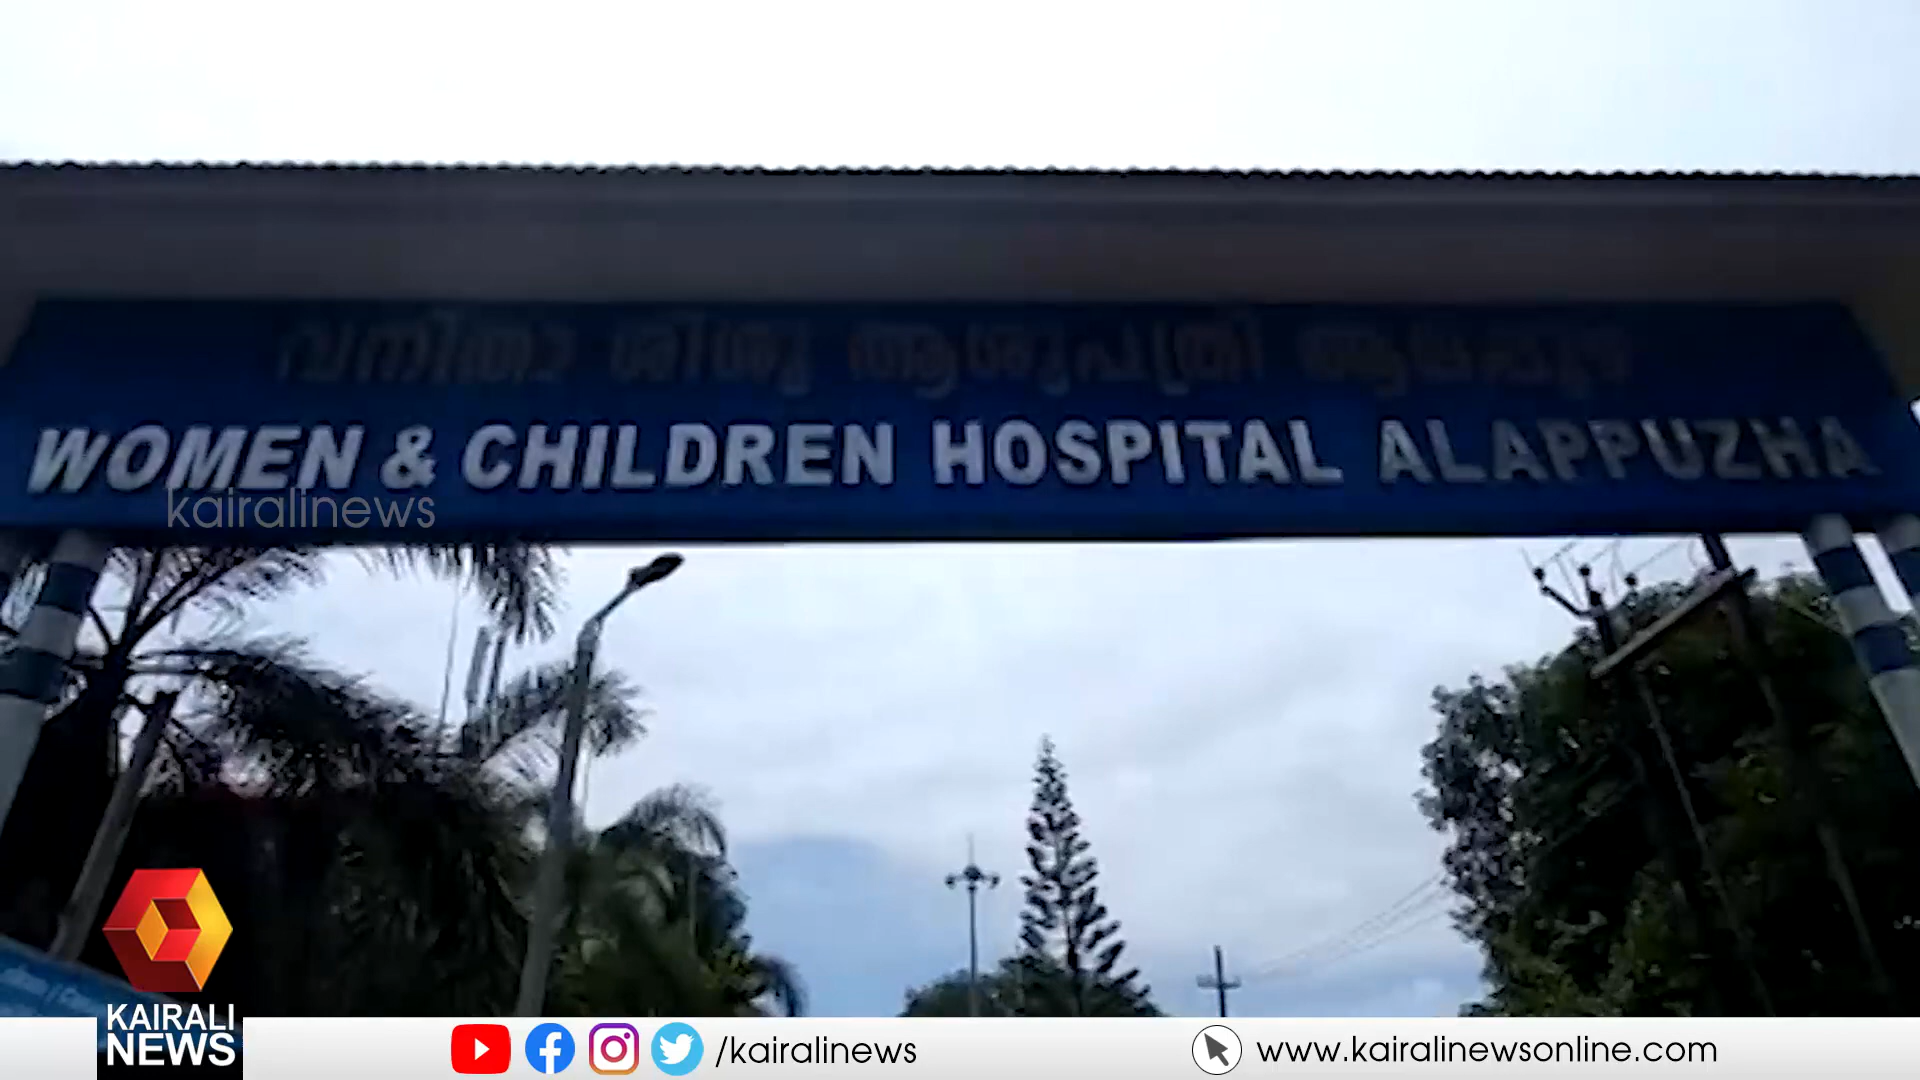 വനിതാ ശിശു ആശുപത്രി ആലപ്പുഴ
WOMEN & CHILDREN HOSPITAL ALAPPUZHA
kairalinews
KAIRALI
NEWS
/kairalinews
www.kairalinewsonline.com